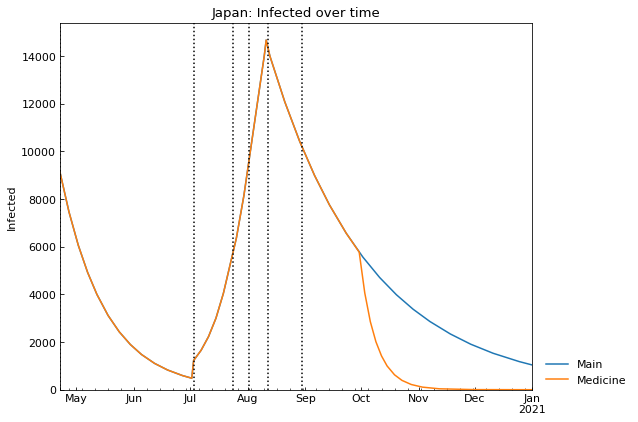 Japan: Infected over time
Infected
14000
12000
10000
8000
6000
4000
2000
0
May Jun Jul Aug Sep Oct Nov Dec Jan
2021
Main
Medicine